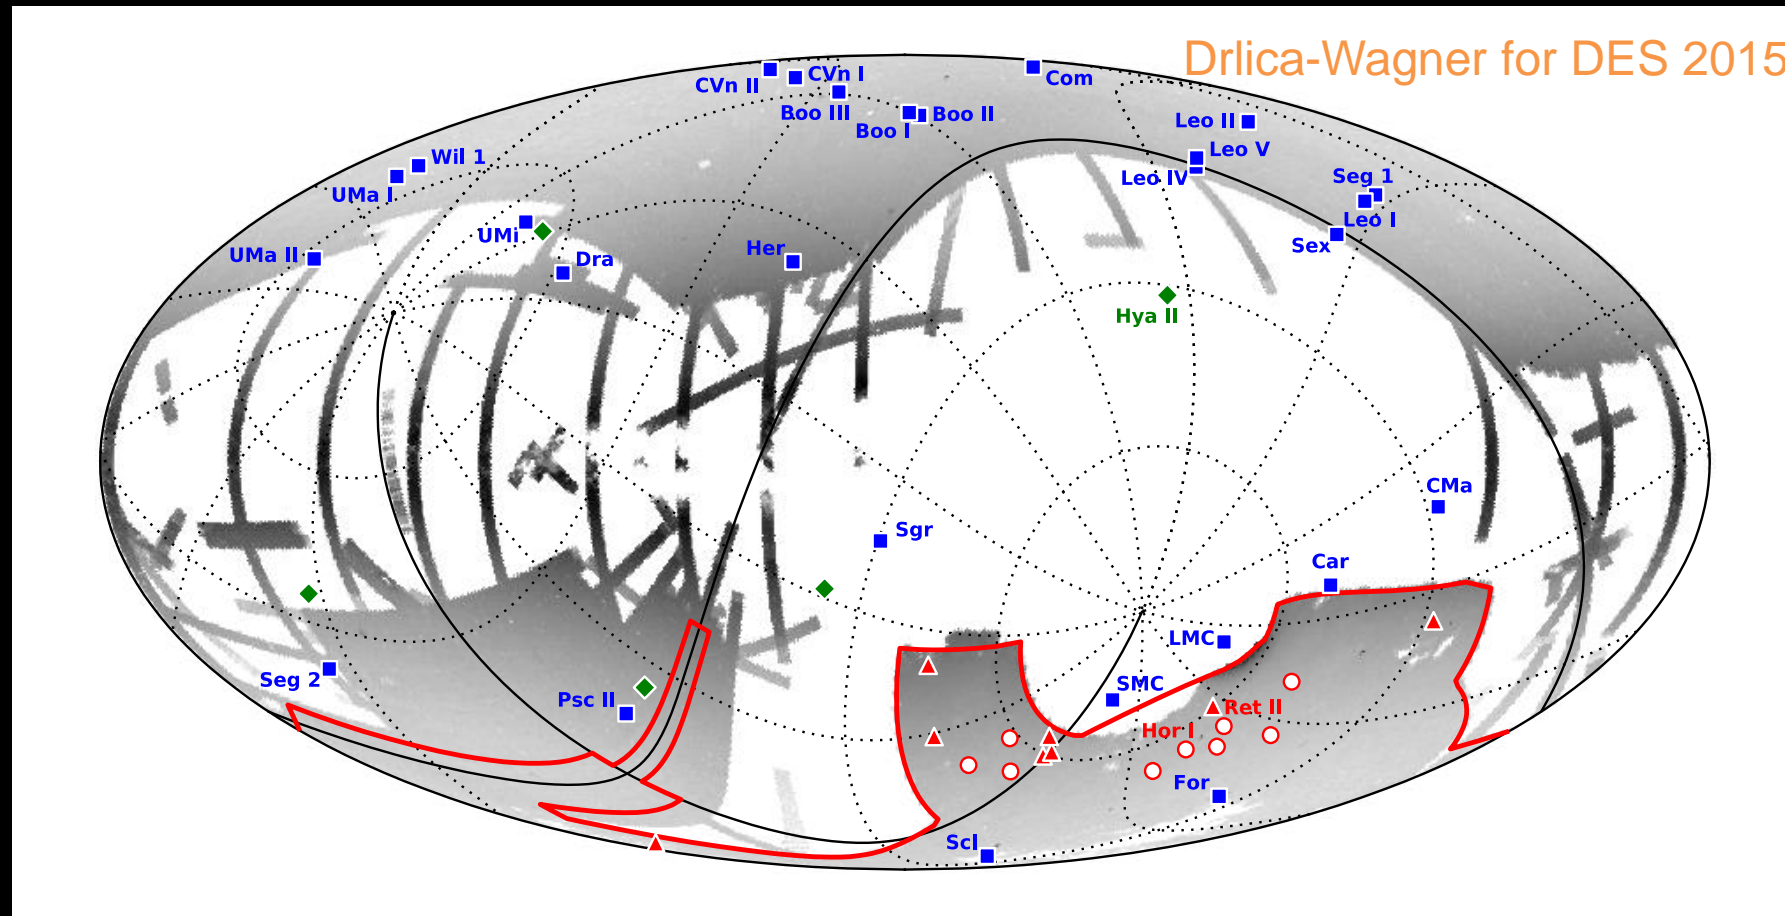 Drlica-Wagner for DES 2015
CVn II
CVn I
Com
Boo III
Boo I
Boo II
Leo II
Leo V
Wil 1
UMa I
Leo IV
Seg 1
Leo I
UMi
Sex
UMa II
Dra
Her
Hya II
CMa
Sgr
Car
LMC
Seg 2
SMC
Psc II
Ret II
Hor I
For
Scl